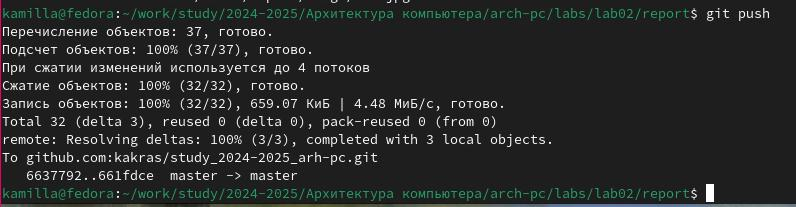 kamilla@fedora:~/work/study/2024-2025/Архитектура компьютера/arch-pc/labs/lab02/report$ git push
Перечисление объектов: 37, готово.
Подсчет объектов: 100% (37/37), готово.
При сжатии изменений используется до 4 потоков
Сжатие объектов: 100% (32/32), готово.
Запись объектов: 100% (32/32), 659.07 КиБ | 4.48 МиБ/с, готово.
Total 32 (delta 3), reused 0 (delta 0), pack-reused 0 (from 0)
remote: Resolving deltas: 100% (3/3), completed with 3 local objects.
To github.com:kakras/study_2024-2025_arh-pc.git
   6637792..661fdce  master -> master
kamilla@fedora:~/work/study/2024-2025/Архитектура компьютера/arch-pc/labs/lab02/report$